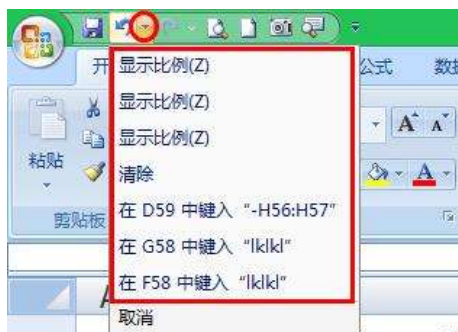 开
显示比例(Z)
公式
数据
显示比例(Z)
显示比例(Z)
A A
粘贴
清除
A
在 D59 中键入 "-H56:H57"
剪贴板
在 G58 中键入 "lklkl"
在 F58 中键入 "lklkl"
A
取消